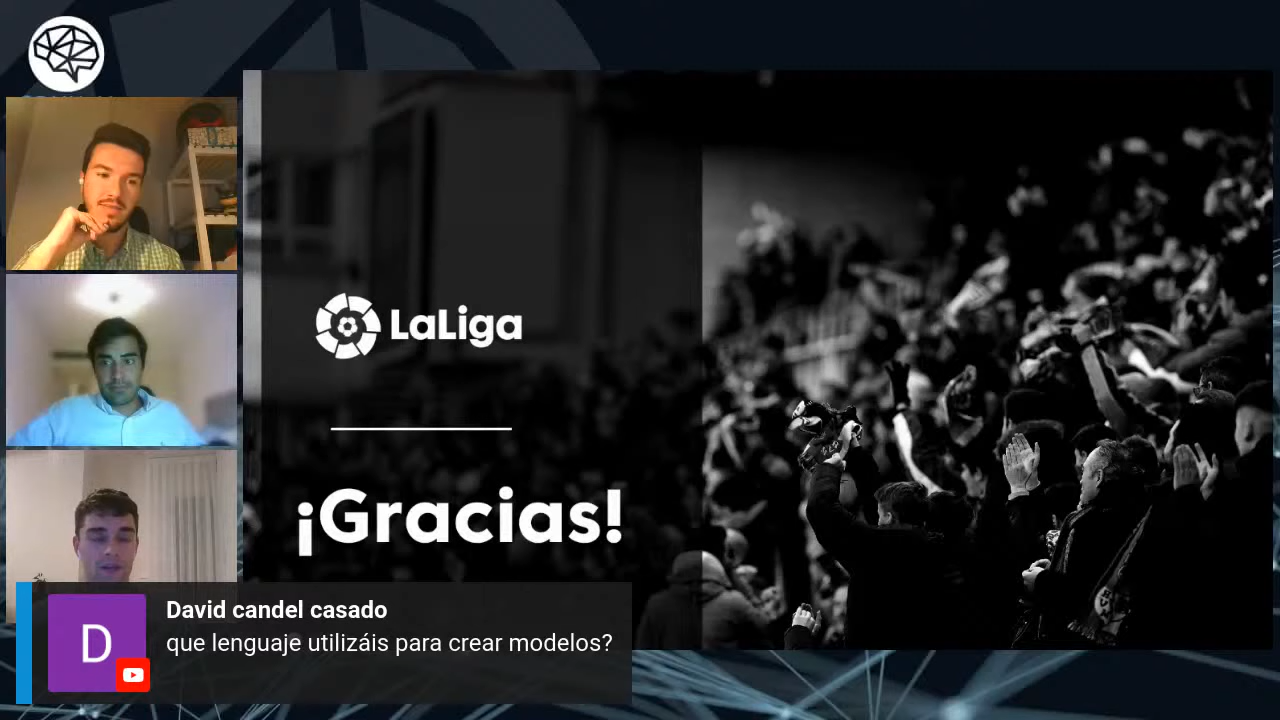 LaLiga
¡Gracias!
D
David candel casado
que lenguaje utilizáis para crear modelos?